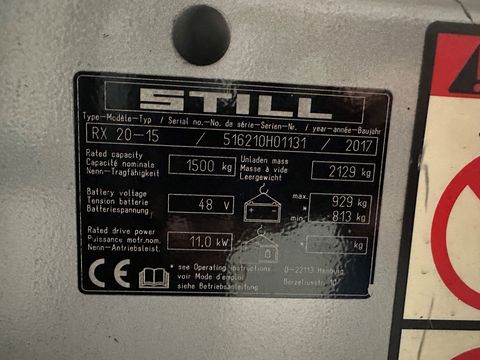 STILL
Type-Modèle-Typ / Serial no.-No. de série-Serien-Nr. / year-année-Baujahr
RX 20-15 / 516210H01131 / 2017
Rated capacity
Capacité nominale
Nenn-Tragfähigkeit
1500 kg
Unladen mass
Masse à vide
Leergewicht
2129 kg
Battery voltage
Tension batterie
Batteriespannung
48 V
max. 929 kg
*
min. 813 kg
Rated drive power
Puissance motr.nom.
Nenn-Antriebsleist.
11.0 kW
* kg
CE
* see Operating instructions
voir Mode d'emploi
siehe Betriebsanleitung
D-22113 Hamburg
Berzeliusstr. 10